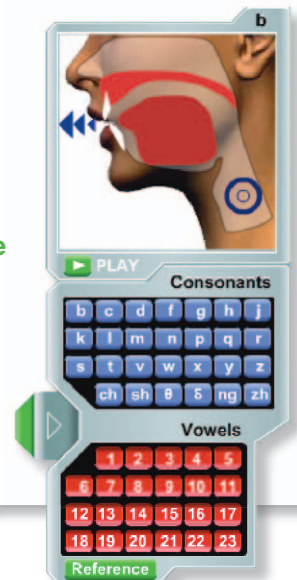 b
e
PLAY
Consonants
b c d f g h j
k l m n p q r
s t v w x y z
ch sh θ δ ng zh
Vowels
1 2 3 4 5
6 7 8 9 10 11
12 13 14 15 16 17
18 19 20 21 22 23
Reference